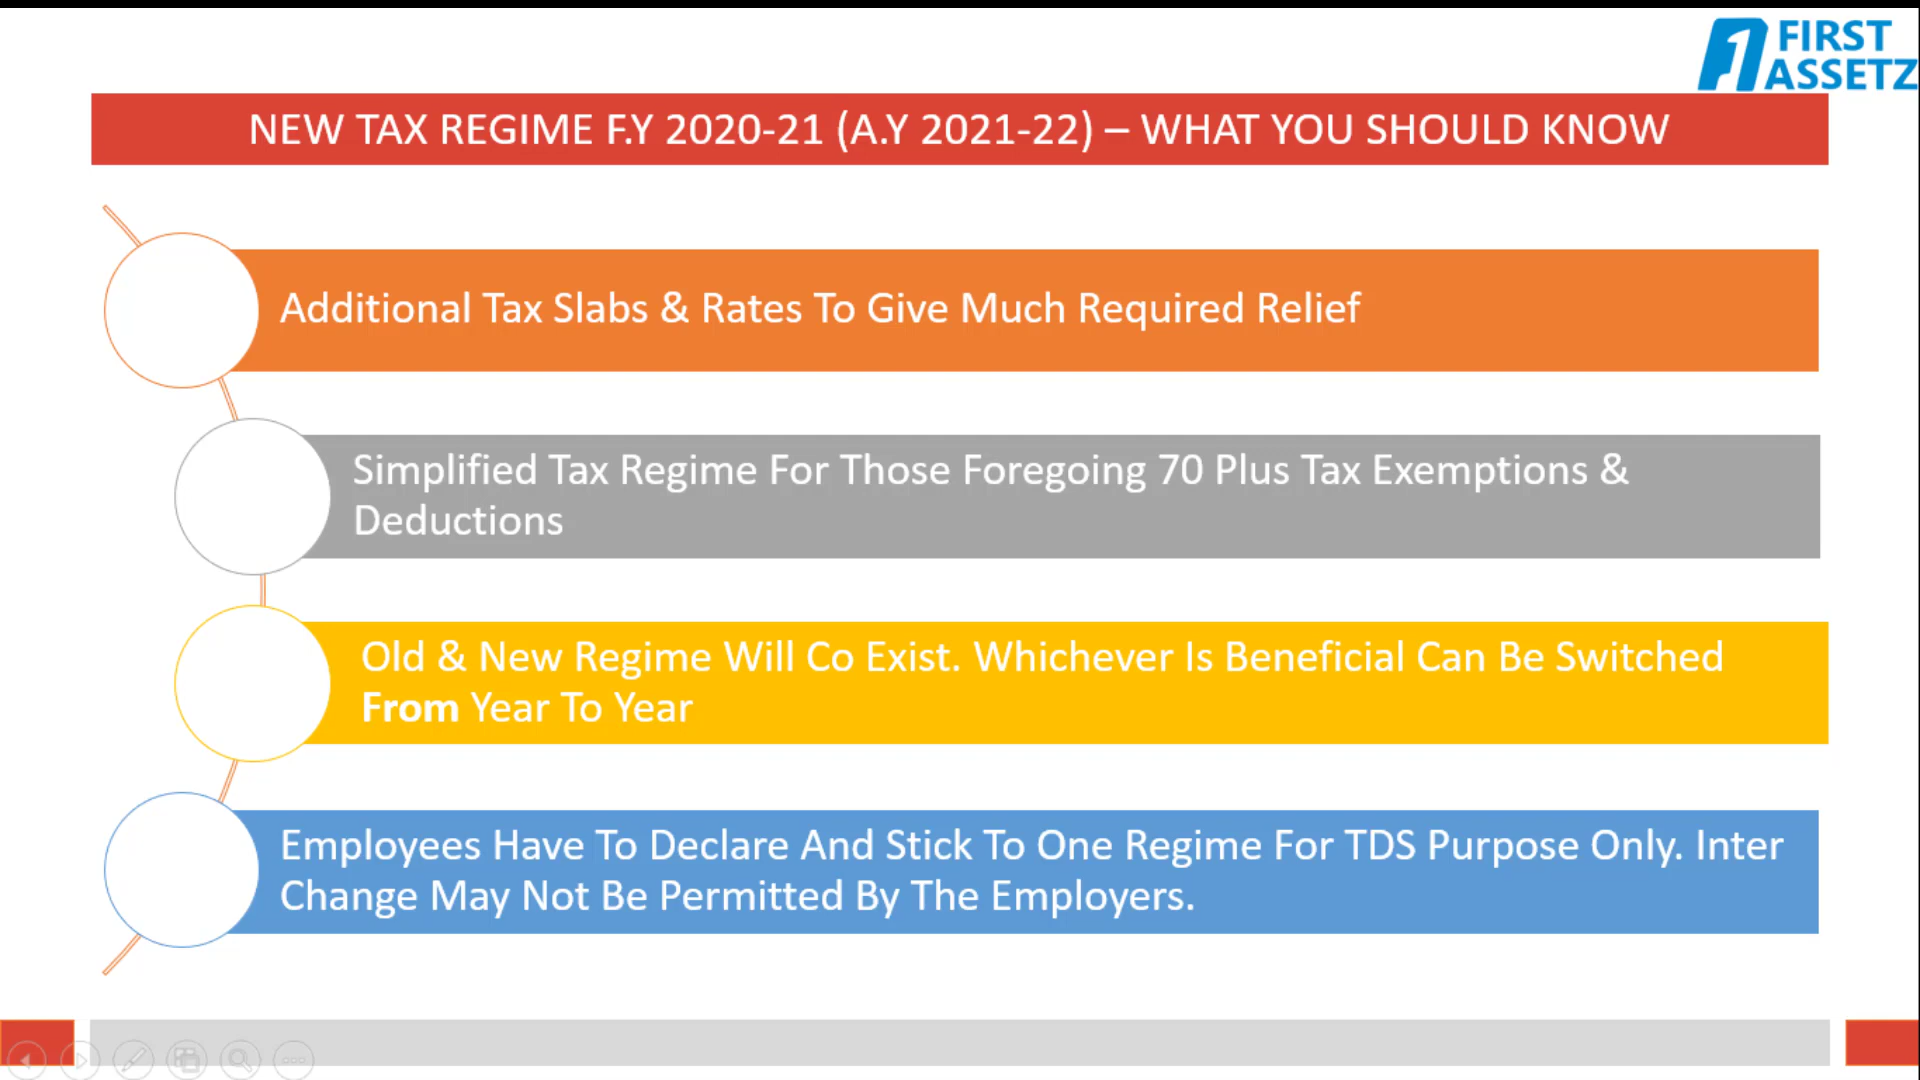 FIRST
ASSETZ
NEW TAX REGIME F.Y 2020-21 (A.Y 2021-22) – WHAT YOU SHOULD KNOW
Additional Tax Slabs & Rates To Give Much Required Relief
Simplified Tax Regime For Those Foregoing 70 Plus Tax Exemptions &
Deductions
Old & New Regime Will Co Exist. Whichever Is Beneficial Can Be Switched
From Year To Year
Employees Have To Declare And Stick To One Regime For TDS Purpose Only. Inter
Change May Not Be Permitted By The Employers.